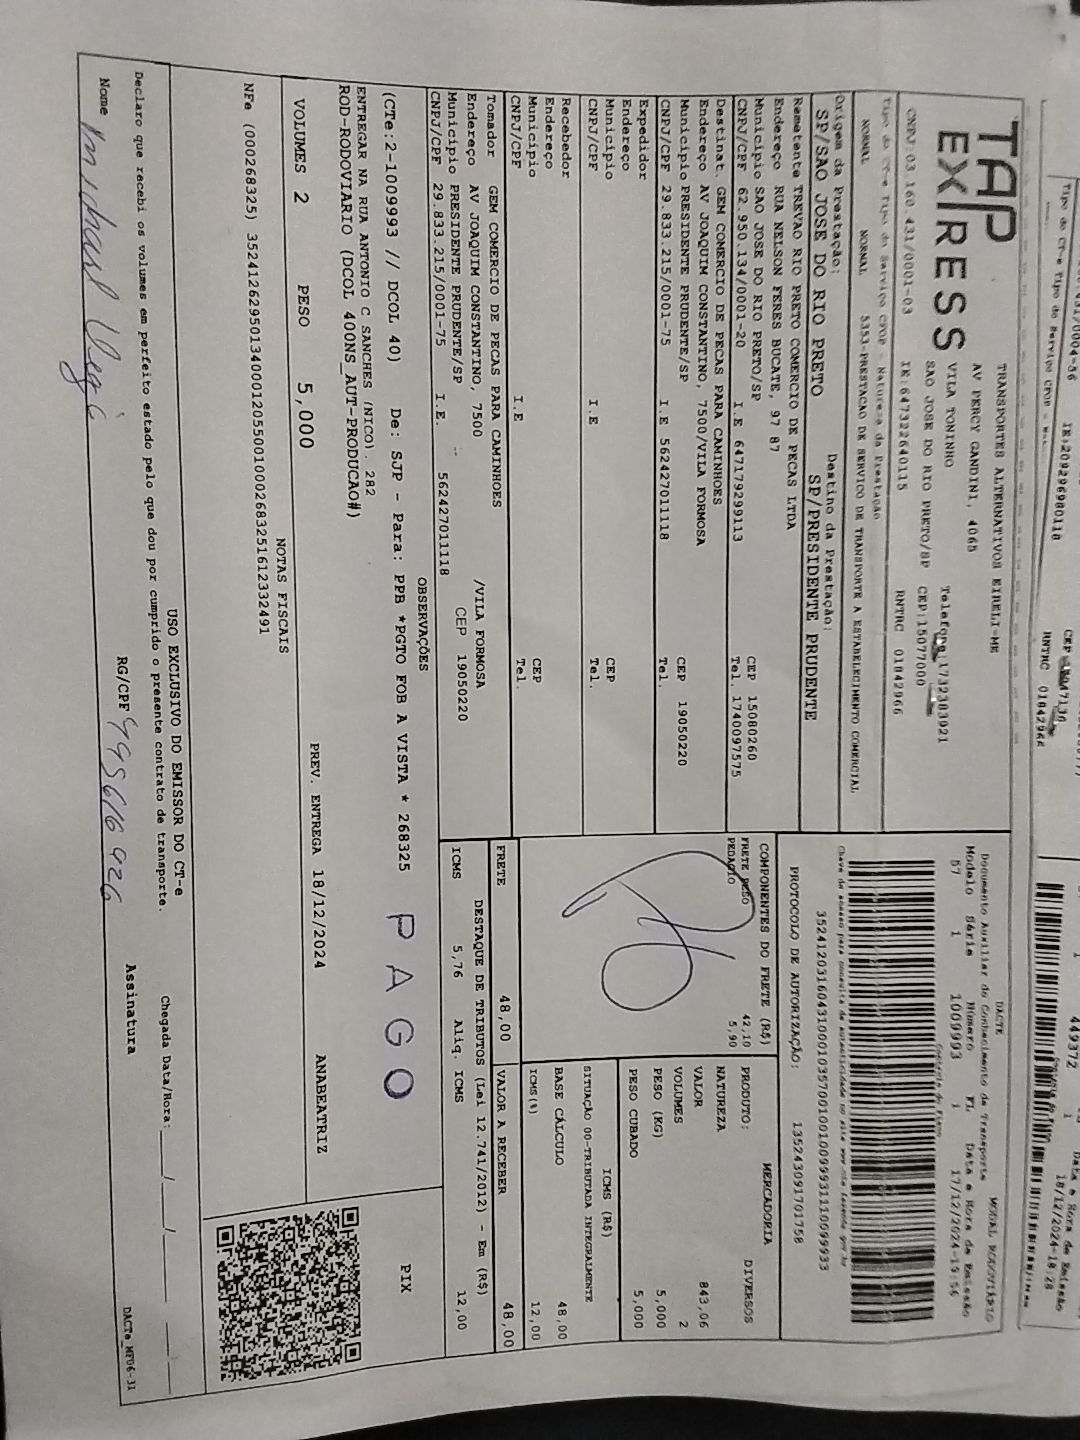 TAP
EXPRESS
TRANSPORTES ALTERNATIVOS EIRELI-ME
AV PERCY GANDINI, 4065
VILA TONINHO Telefone:1732383921
SAO JOSE DO RIO PRETO/SP CEP:15077000
CNPJ:03.160.431/0001-03 IE:647322640115 RNTRC 01842966
Tipo do CT-e Tipo do Serviço CFOP - Natureza da Prestação
NORMAL NORMAL 5353-PRESTACAO DE SERVICO DE TRANSPORTE A ESTABELECIMENTO COMERCIAL
Origem da Prestação: Destino da Prestação:
SP/SAO JOSE DO RIO PRETO SP/PRESIDENTE PRUDENTE
Remetente TREVAO RIO PRETO COMERCIO DE PECAS LTDA
Endereço RUA NELSON FERES BUCATE, 97 87
Município SAO JOSE DO RIO PRETO/SP CEP 15080260
CNPJ/CPF 62.950.134/0001-20 I.E 647179299113 Tel. 1740097575
Destinat. GEM COMERCIO DE PECAS PARA CAMINHOES
Endereço AV JOAQUIM CONSTANTINO, 7500/VILA FORMOSA
Município PRESIDENTE PRUDENTE/SP CEP 19050220
CNPJ/CPF 29.833.215/0001-75 I.E 562427011118 Tel.
Expedidor
Endereço
Município CEP
CNPJ/CPF I.E Tel.
Recebedor
Endereço
Município CEP
CNPJ/CPF I.E Tel.
Tomador GEM COMERCIO DE PECAS PARA CAMINHOES
Endereço AV JOAQUIM CONSTANTINO, 7500 /VILA FORMOSA
Município PRESIDENTE PRUDENTE/SP CEP 19050220
CNPJ/CPF 29.833.215/0001-75 I.E. 562427011118
DACTE MODAL RODOVIÁRIO
Documento Auxiliar do Conhecimento de Transporte
Modelo Série Número FL Data e Hora de Emissão
57 1 1009993 1 17/12/2024-19:56
Controle do Fisco
PROTOCOLO DE AUTORIZAÇÃO: 135243091701758
COMPONENTES DO FRETE (R$)
FRETE PESO 42,10
PEDAGIO 5,90
MERCADORIA
PRODUTO: DIVERSOS
NATUREZA
VALOR 843,06
VOLUMES 2
PESO (KG) 5,000
PESO CUBADO 5,000
ICMS (R$)
SITUAÇÃO 00-TRIBUTADA INTEGRALMENTE
BASE CÁLCULO 48,00
ICMS(%) 12,00
FRETE 48,00 VALOR A RECEBER 48,00
DESTAQUE DE TRIBUTOS (Lei 12.741/2012) - Em (R$)
ICMS 5,76 Aliq. ICMS 12,00
OBSERVAÇÕES
(CTe:2-1009993 // DCOL 40) De: SJP - Para: PPB *PGTO FOB A VISTA * 268325 PAGO PIX
ENTREGAR NA RUA ANTONIO C SANCHES (NICO). 282
ROD-RODOVIARIO (DCOL 400NS_AUT-PRODUCAO#)
VOLUMES 2 PESO 5,000 PREV. ENTREGA 18/12/2024 ANABEATRIZ
NOTAS FISCAIS
NFe (000268325) 35241262950134000120550010002683251612332491
USO EXCLUSIVO DO EMISSOR DO CT-e
Declaro que recebi os volumes em perfeito estado pelo que dou por cumprido o presente contrato de transporte. Chegada Data/Hora:
Nome RG/CPF Assinatura
DACTe_MF06-31